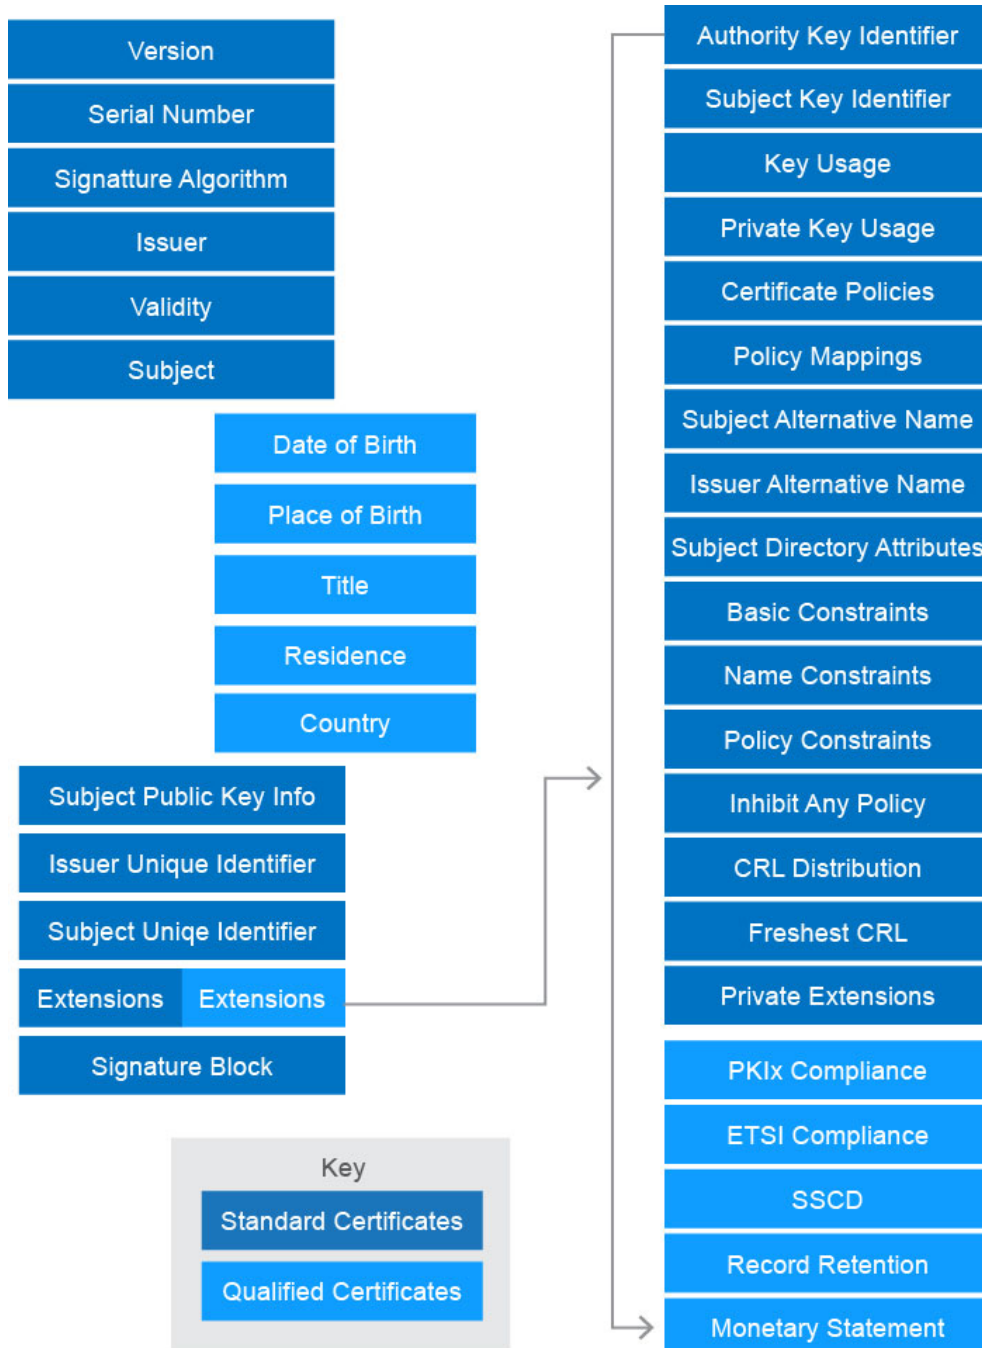 Version
Serial Number
Signatture Algorithm
Issuer
Validity
Subject
Date of Birth
Place of Birth
Title
Residence
Country
Subject Public Key Info
Issuer Unique Identifier
Subject Uniqe Identifier
Extensions Extensions
Signature Block
Key
Standard Certificates
Qualified Certificates
Authority Key Identifier
Subject Key Identifier
Key Usage
Private Key Usage
Certificate Policies
Policy Mappings
Subject Alternative Name
Issuer Alternative Name
Subject Directory Attributes
Basic Constraints
Name Constraints
Policy Constraints
Inhibit Any Policy
CRL Distribution
Freshest CRL
Private Extensions
PKIx Compliance
ETSI Compliance
SSCD
Record Retention
Monetary Statement